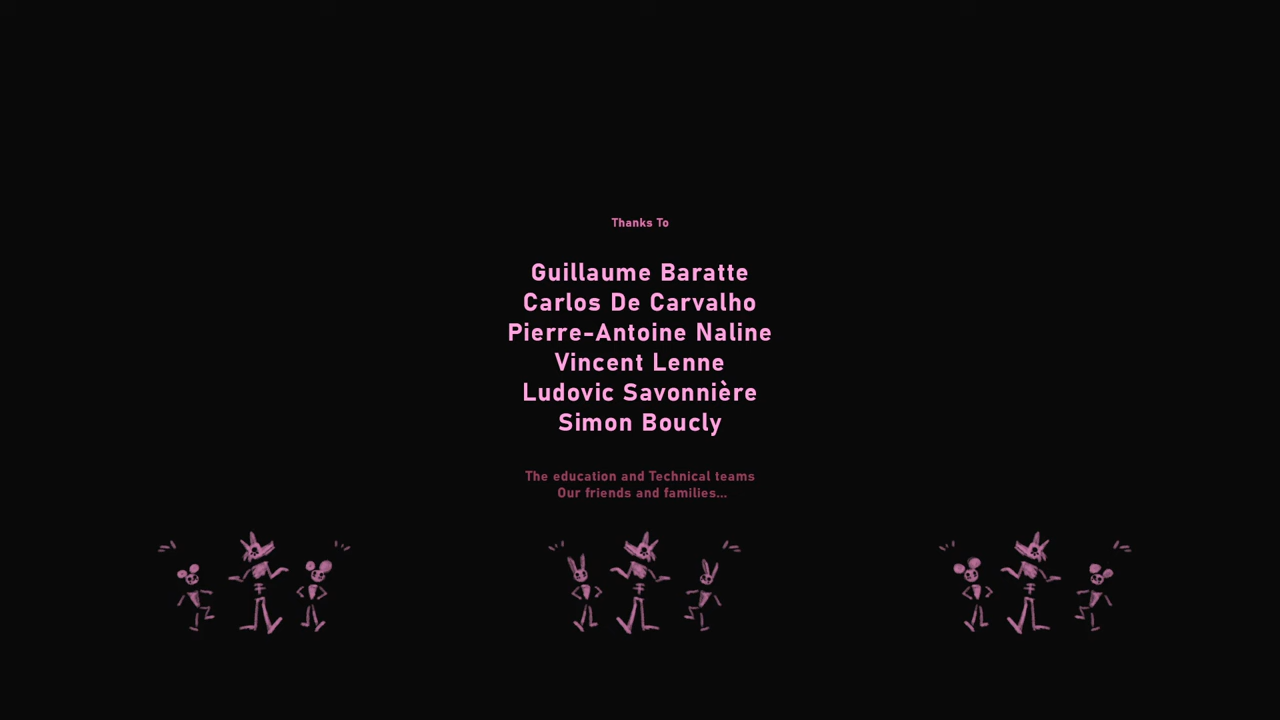 Thanks To
Guillaume Baratte
Carlos De Carvalho
Pierre-Antoine Naline
Vincent Lenne
Ludovic Savonnière
Simon Boucly
The education and Technical teams
Our friends and families...